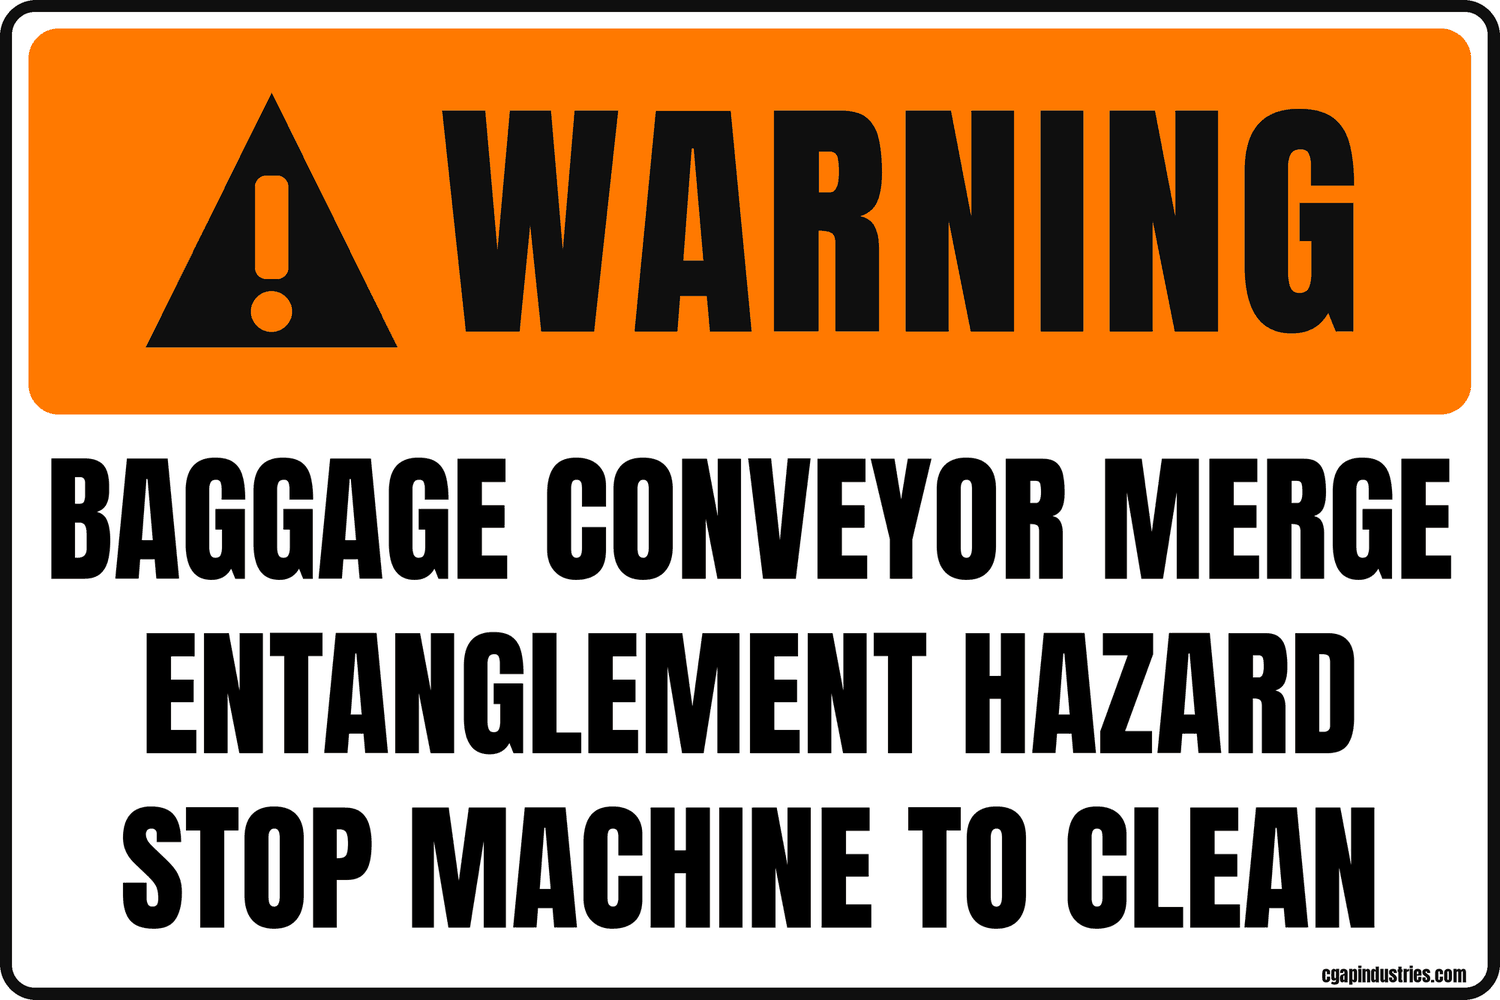 WARNING
BAGGAGE CONVEYOR MERGE
ENTANGLEMENT HAZARD
STOP MACHINE TO CLEAN
cgapindustries.com